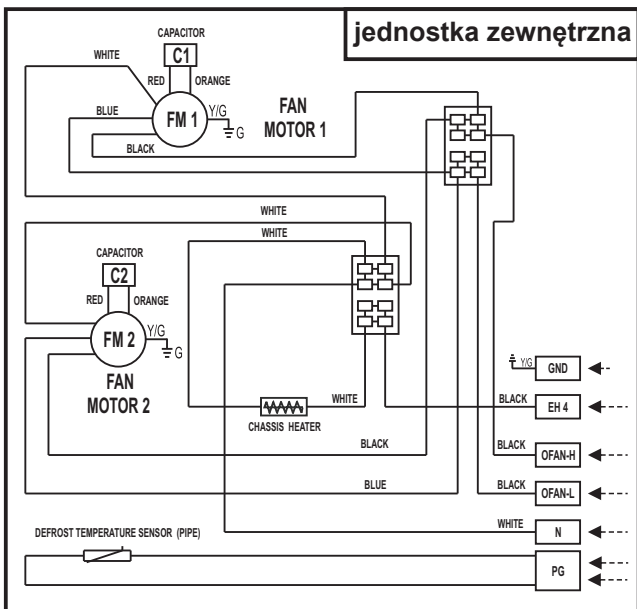 jednostka zewnętrzna
CAPACITOR
C1
WHITE
RED
ORANGE
BLUE
FM 1
Y/G
G
FAN
MOTOR 1
BLACK
WHITE
WHITE
CAPACITOR
C2
RED
ORANGE
FM 2
Y/G
G
FAN
MOTOR 2
WHITE
CHASSIS HEATER
Y/G
GND
BLACK
EH 4
BLACK
BLACK
OFAN-H
BLUE
BLACK
OFAN-L
WHITE
N
DEFROST TEMPERATURE SENSOR (PIPE)
PG